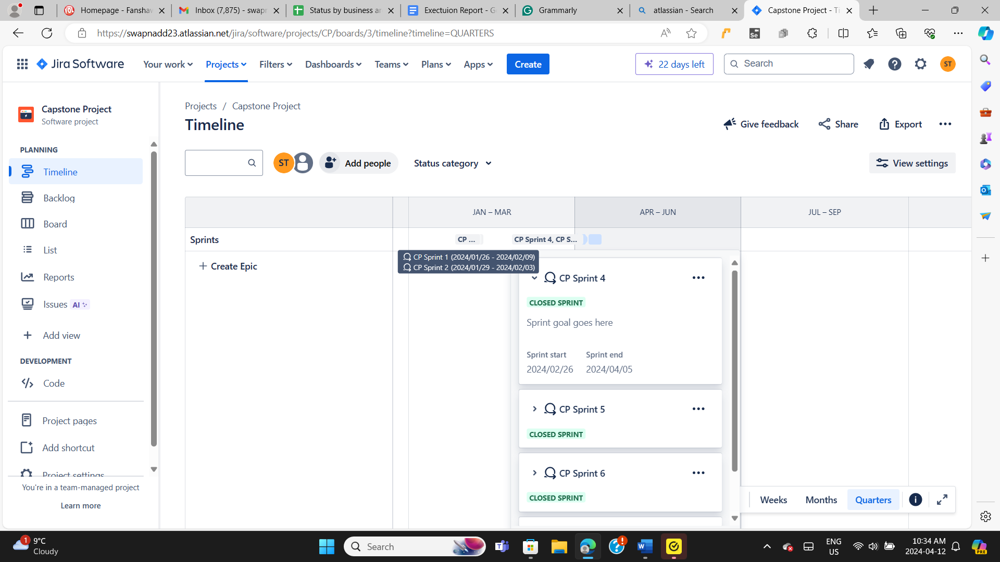 Homepage - Fansha
Inbox (7,875) - swapn
Status by business ar
Exectuion Report - G
Grammarly
atlassian - Search
Capstone Project - Ti
https://swapnadd23.atlassian.net/jira/software/projects/CP/boards/3/timeline?timeline=QUARTERS
Jira Software
Your work
Projects
Filters
Dashboards
Teams
Plans
Apps
Create
22 days left
Search
ST
Capstone Project
Software project
Projects / Capstone Project
Timeline
Give feedback
Share
Export
PLANNING
Timeline
Backlog
Board
List
Reports
Issues AI
Add view
DEVELOPMENT
Code
Project pages
Add shortcut
Project settings
You're in a team-managed project
Learn more
ST
Add people
Status category
View settings
JAN – MAR
APR – JUN
JUL – SEP
Sprints
CP ...
CP Sprint 4, CP S...
Create Epic
CP Sprint 1 (2024/01/26 - 2024/02/09)
CP Sprint 2 (2024/01/29 - 2024/02/03)
CP Sprint 4
CLOSED SPRINT
Sprint goal goes here
Sprint start Sprint end
2024/02/26 2024/04/05
CP Sprint 5
CLOSED SPRINT
CP Sprint 6
CLOSED SPRINT
Weeks
Months
Quarters
1
9°C
Cloudy
Search
ENG
US
10:34 AM
2024-04-12
PRE